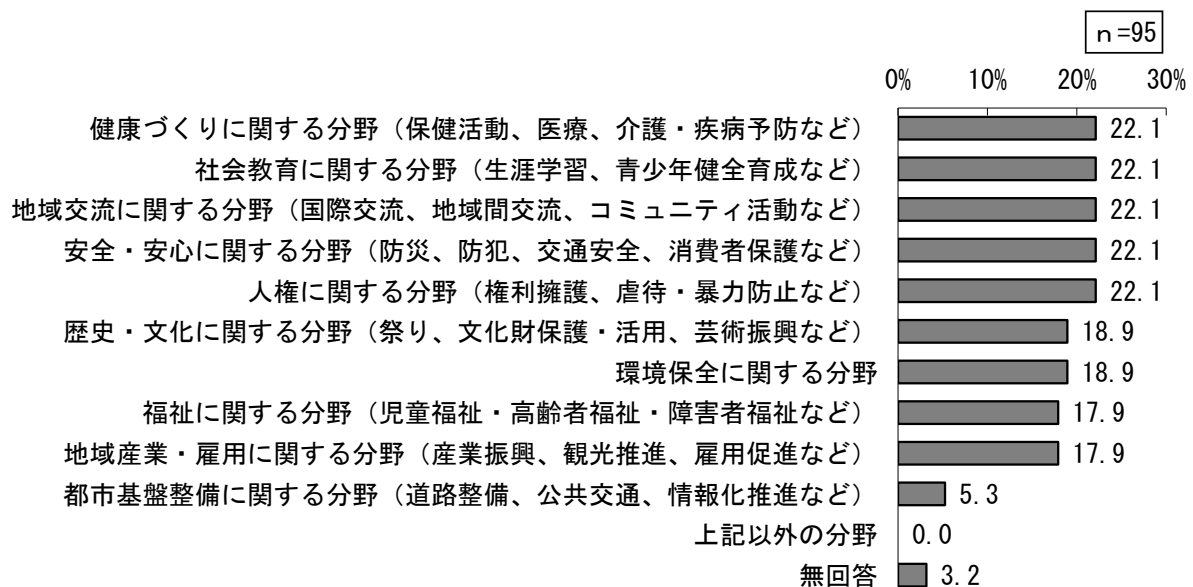 ｎ=95
0% 10% 20% 30%
健康づくりに関する分野（保健活動、医療、介護・疾病予防など） 22.1
社会教育に関する分野（生涯学習、青少年健全育成など） 22.1
地域交流に関する分野（国際交流、地域間交流、コミュニティ活動など） 22.1
安全・安心に関する分野（防災、防犯、交通安全、消費者保護など） 22.1
人権に関する分野（権利擁護、虐待・暴力防止など） 22.1
歴史・文化に関する分野（祭り、文化財保護・活用、芸術振興など） 18.9
環境保全に関する分野 18.9
福祉に関する分野（児童福祉・高齢者福祉・障害者福祉など） 17.9
地域産業・雇用に関する分野（産業振興、観光推進、雇用促進など） 17.9
都市基盤整備に関する分野（道路整備、公共交通、情報化推進など） 5.3
上記以外の分野 0.0
無回答 3.2